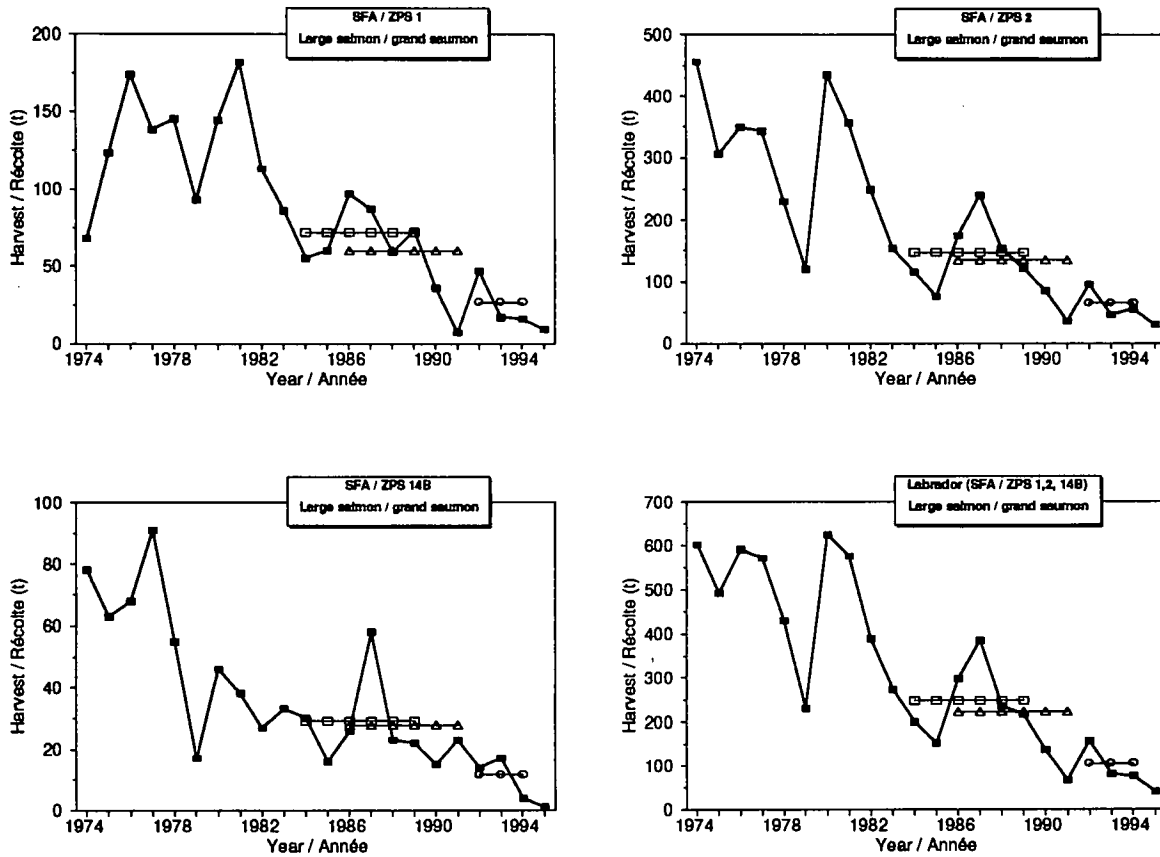 SFA / ZPS 1
Large salmon / grand saumon
Harvest / Récolte (t)
200
150
100
50
0
1974 1978 1982 1986 1990 1994
Year / Année
SFA / ZPS 2
Large salmon / grand saumon
Harvest / Récolte (t)
500
400
300
200
100
0
1974 1978 1982 1986 1990 1994
Year / Année
SFA / ZPS 14B
Large salmon / grand saumon
Harvest / Récolte (t)
100
80
60
40
20
0
1974 1978 1982 1986 1990 1994
Year / Année
Labrador (SFA / ZPS 1,2, 14B)
Large salmon / grand saumon
Harvest / Récolte (t)
700
600
500
400
300
200
100
0
1974 1978 1982 1986 1990 1994
Year / Année